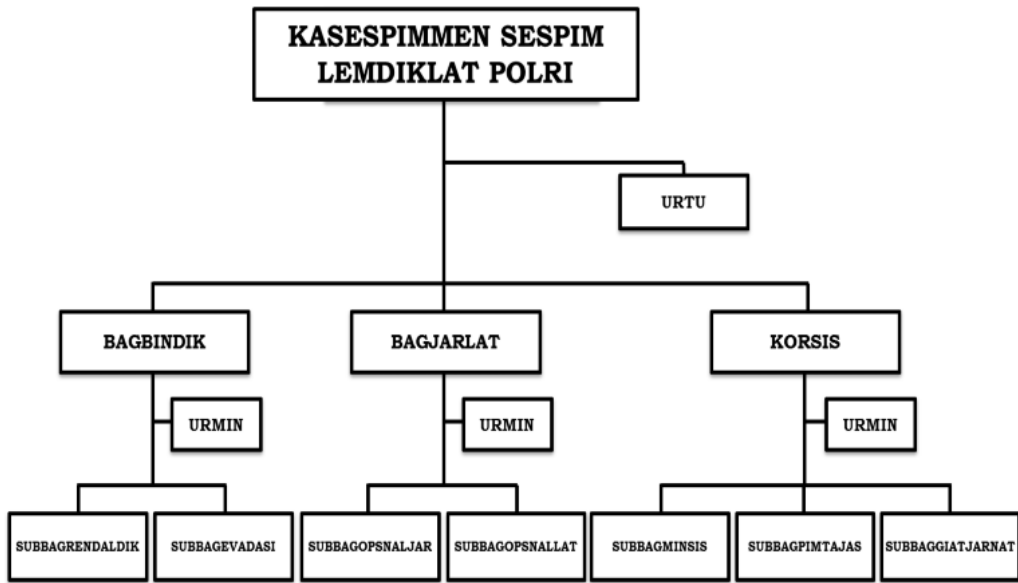 KASESPIMMEN SESPIM
LEMDIKLAT POLRI
URTU
BAGBINDIK
BAGJARLAT
KORSIS
URMIN
URMIN
URMIN
SUBBAGRENDALDIK
SUBBAGEVADASI
SUBBAGOPSNALJAR
SUBBAGOPSNALLAT
SUBBAGMINSIS
SUBBAGPIMTAJAS
SUBBAGGIATJARNAT